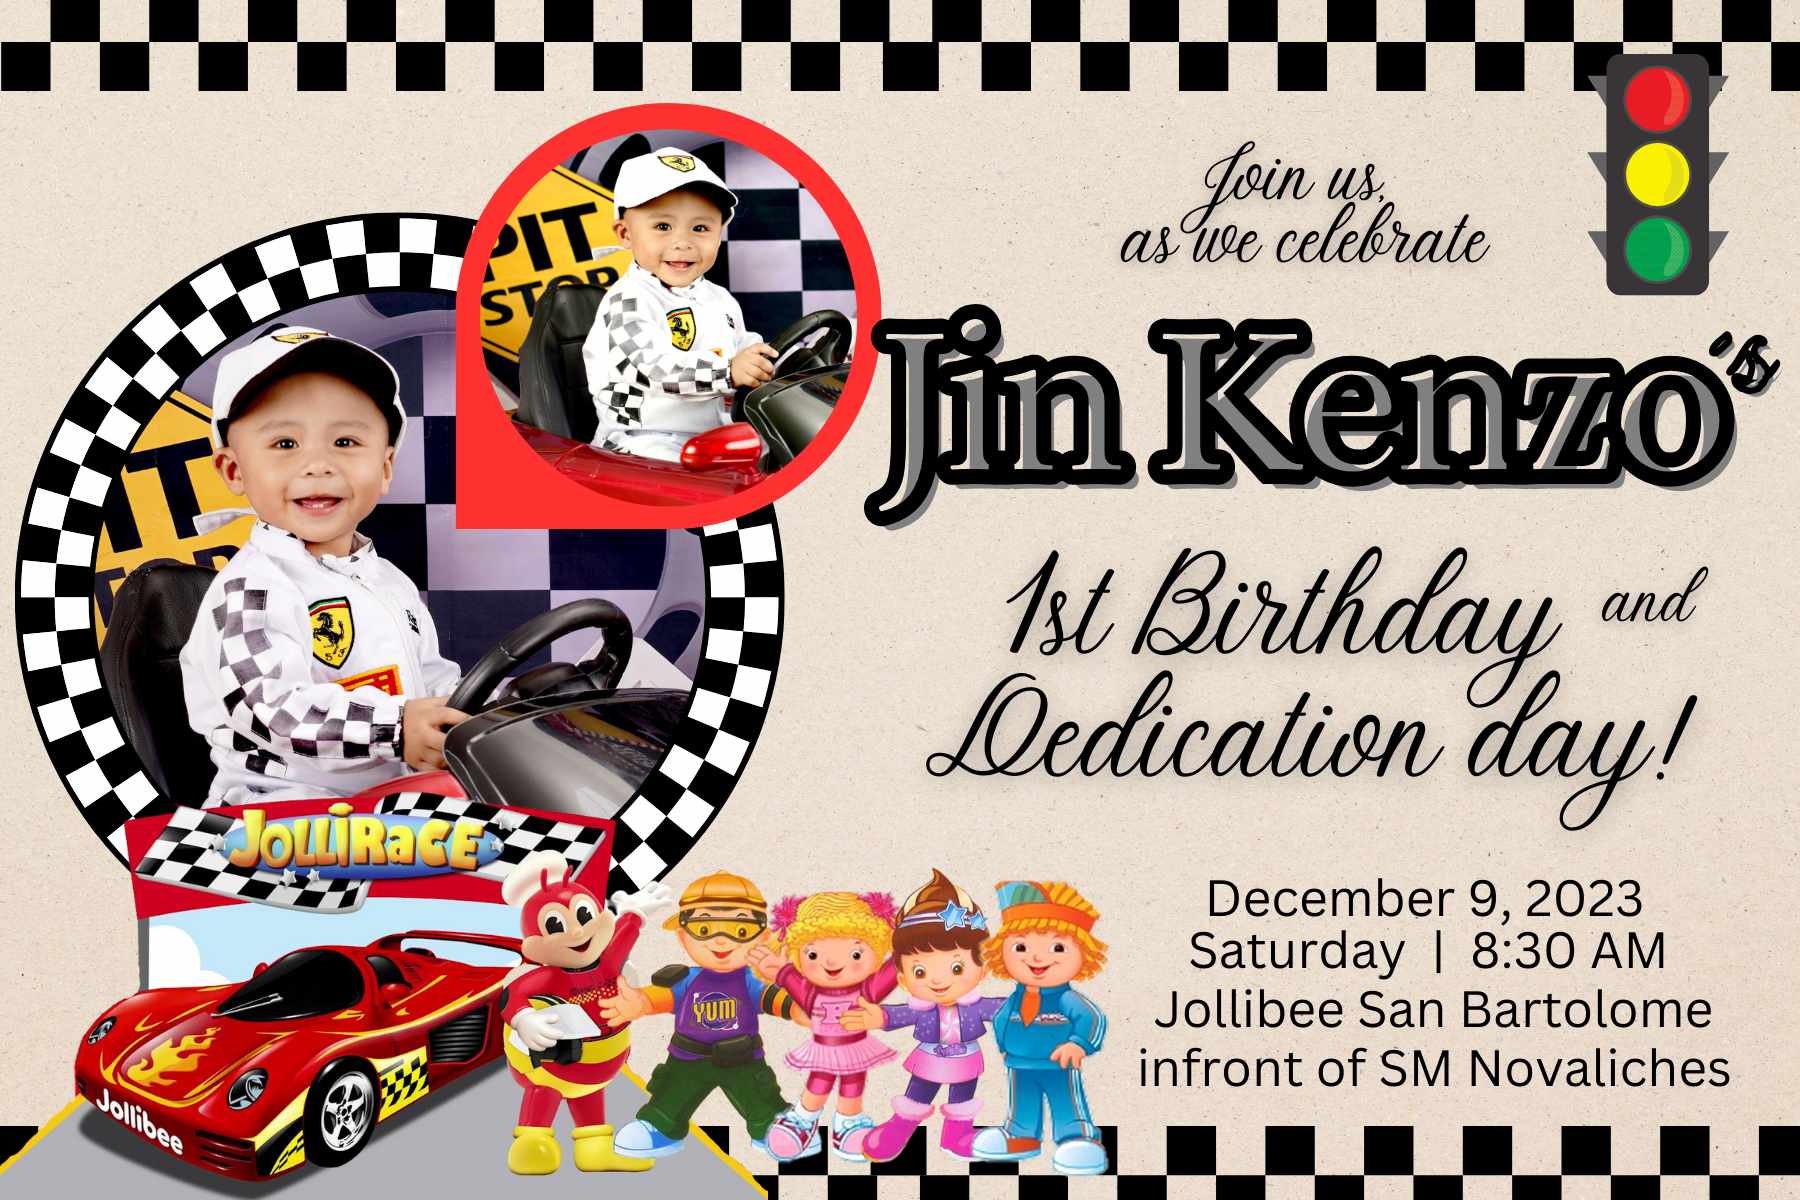 Join us,
as we celebrate
Jin Kenzo's
1st Birthday and
Dedication day!
December 9, 2023
Saturday | 8:30 AM
Jollibee San Bartolome
infront of SM Novaliches
PIT
STOP
IT
JOLLiRaCE
Jollibee
YUM